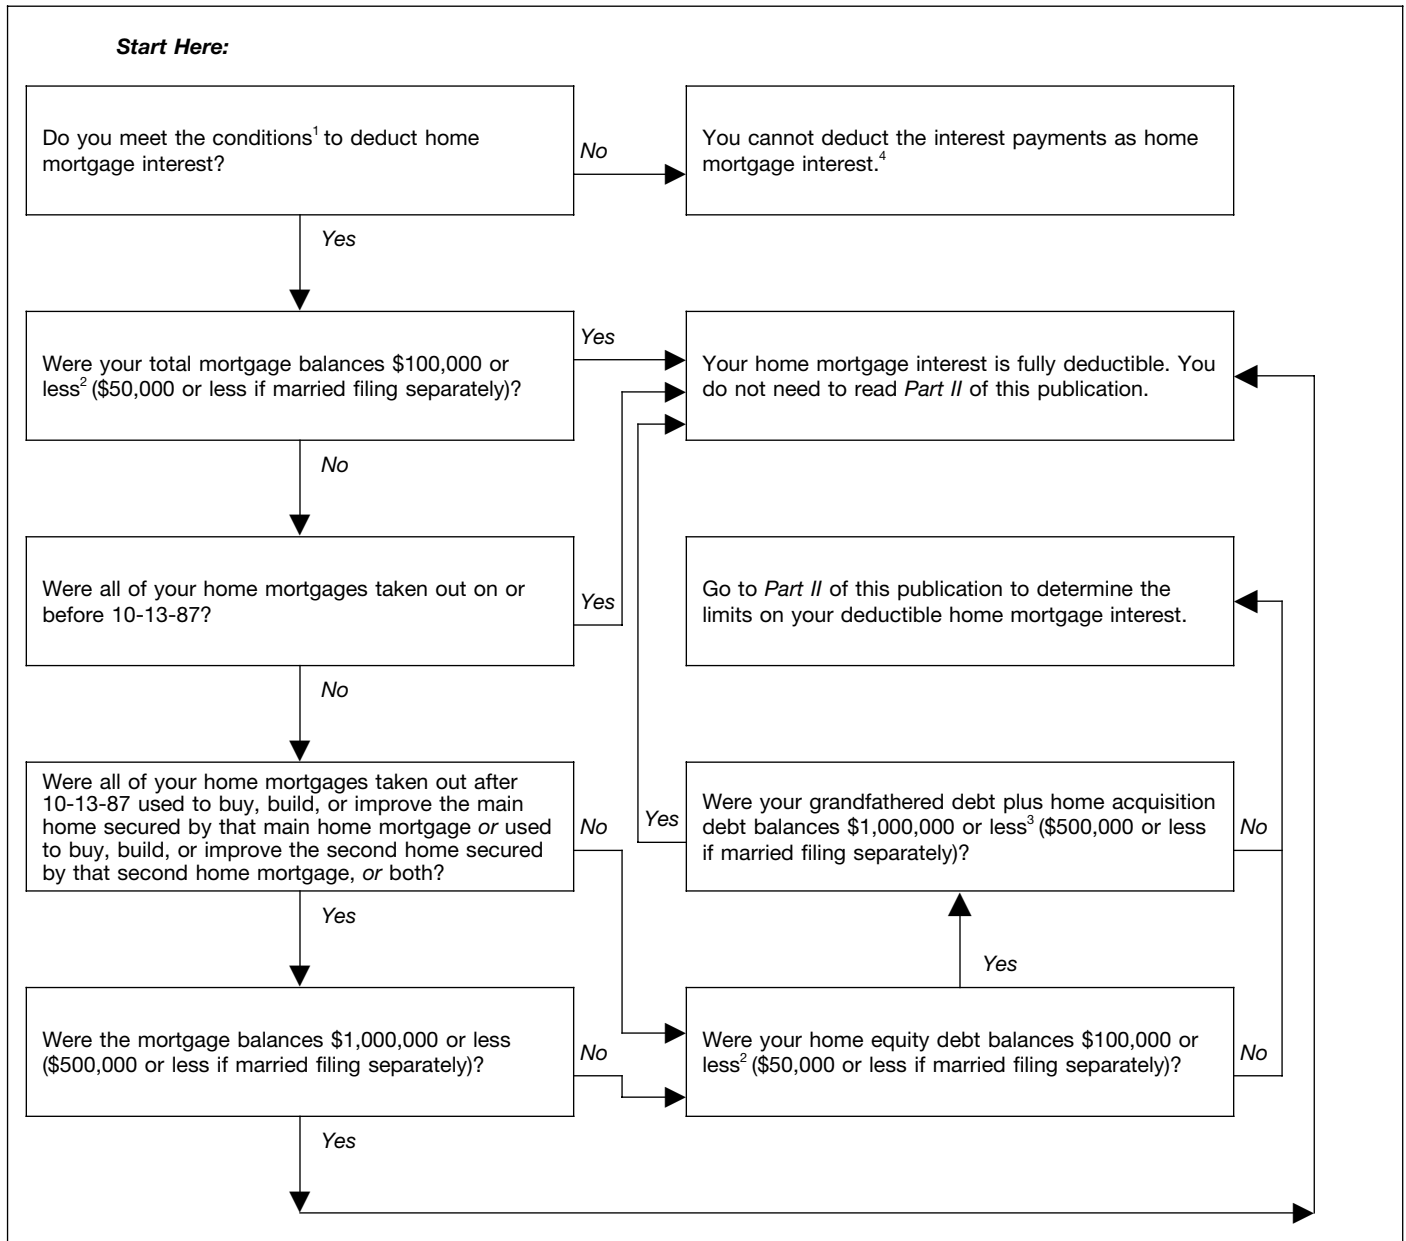 Start Here:
Do you meet the conditions¹ to deduct home
mortgage interest?
No
You cannot deduct the interest payments as home
mortgage interest.⁴
Yes
Were your total mortgage balances $100,000 or
less² ($50,000 or less if married filing separately)?
Yes
Your home mortgage interest is fully deductible. You
do not need to read Part II of this publication.
No
Were all of your home mortgages taken out on or
before 10-13-87?
Yes
Go to Part II of this publication to determine the
limits on your deductible home mortgage interest.
No
Were all of your home mortgages taken out after
10-13-87 used to buy, build, or improve the main
home secured by that main home mortgage or used
to buy, build, or improve the second home secured
by that second home mortgage, or both?
No
Yes
Were your grandfathered debt plus home acquisition
debt balances $1,000,000 or less³ ($500,000 or less
if married filing separately)?
No
Yes
Yes
Were the mortgage balances $1,000,000 or less
($500,000 or less if married filing separately)?
No
Were your home equity debt balances $100,000 or
less² ($50,000 or less if married filing separately)?
No
Yes